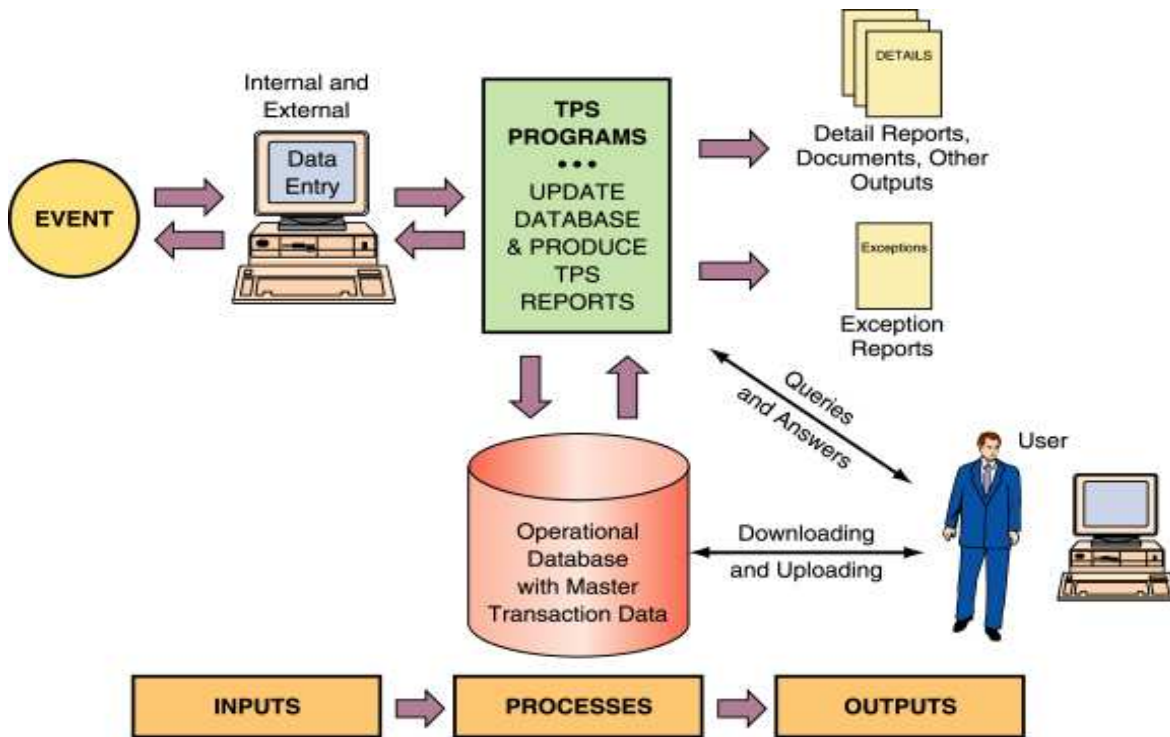 Internal and
External
Data
Entry
EVENT
TPS
PROGRAMS
•••
UPDATE
DATABASE
& PRODUCE
TPS
REPORTS
DETAILS
Detail Reports,
Documents, Other
Outputs
Exceptions
Exception
Reports
Queries
and Answers
User
Operational
Database
with Master
Transaction Data
Downloading
and Uploading
INPUTS
PROCESSES
OUTPUTS